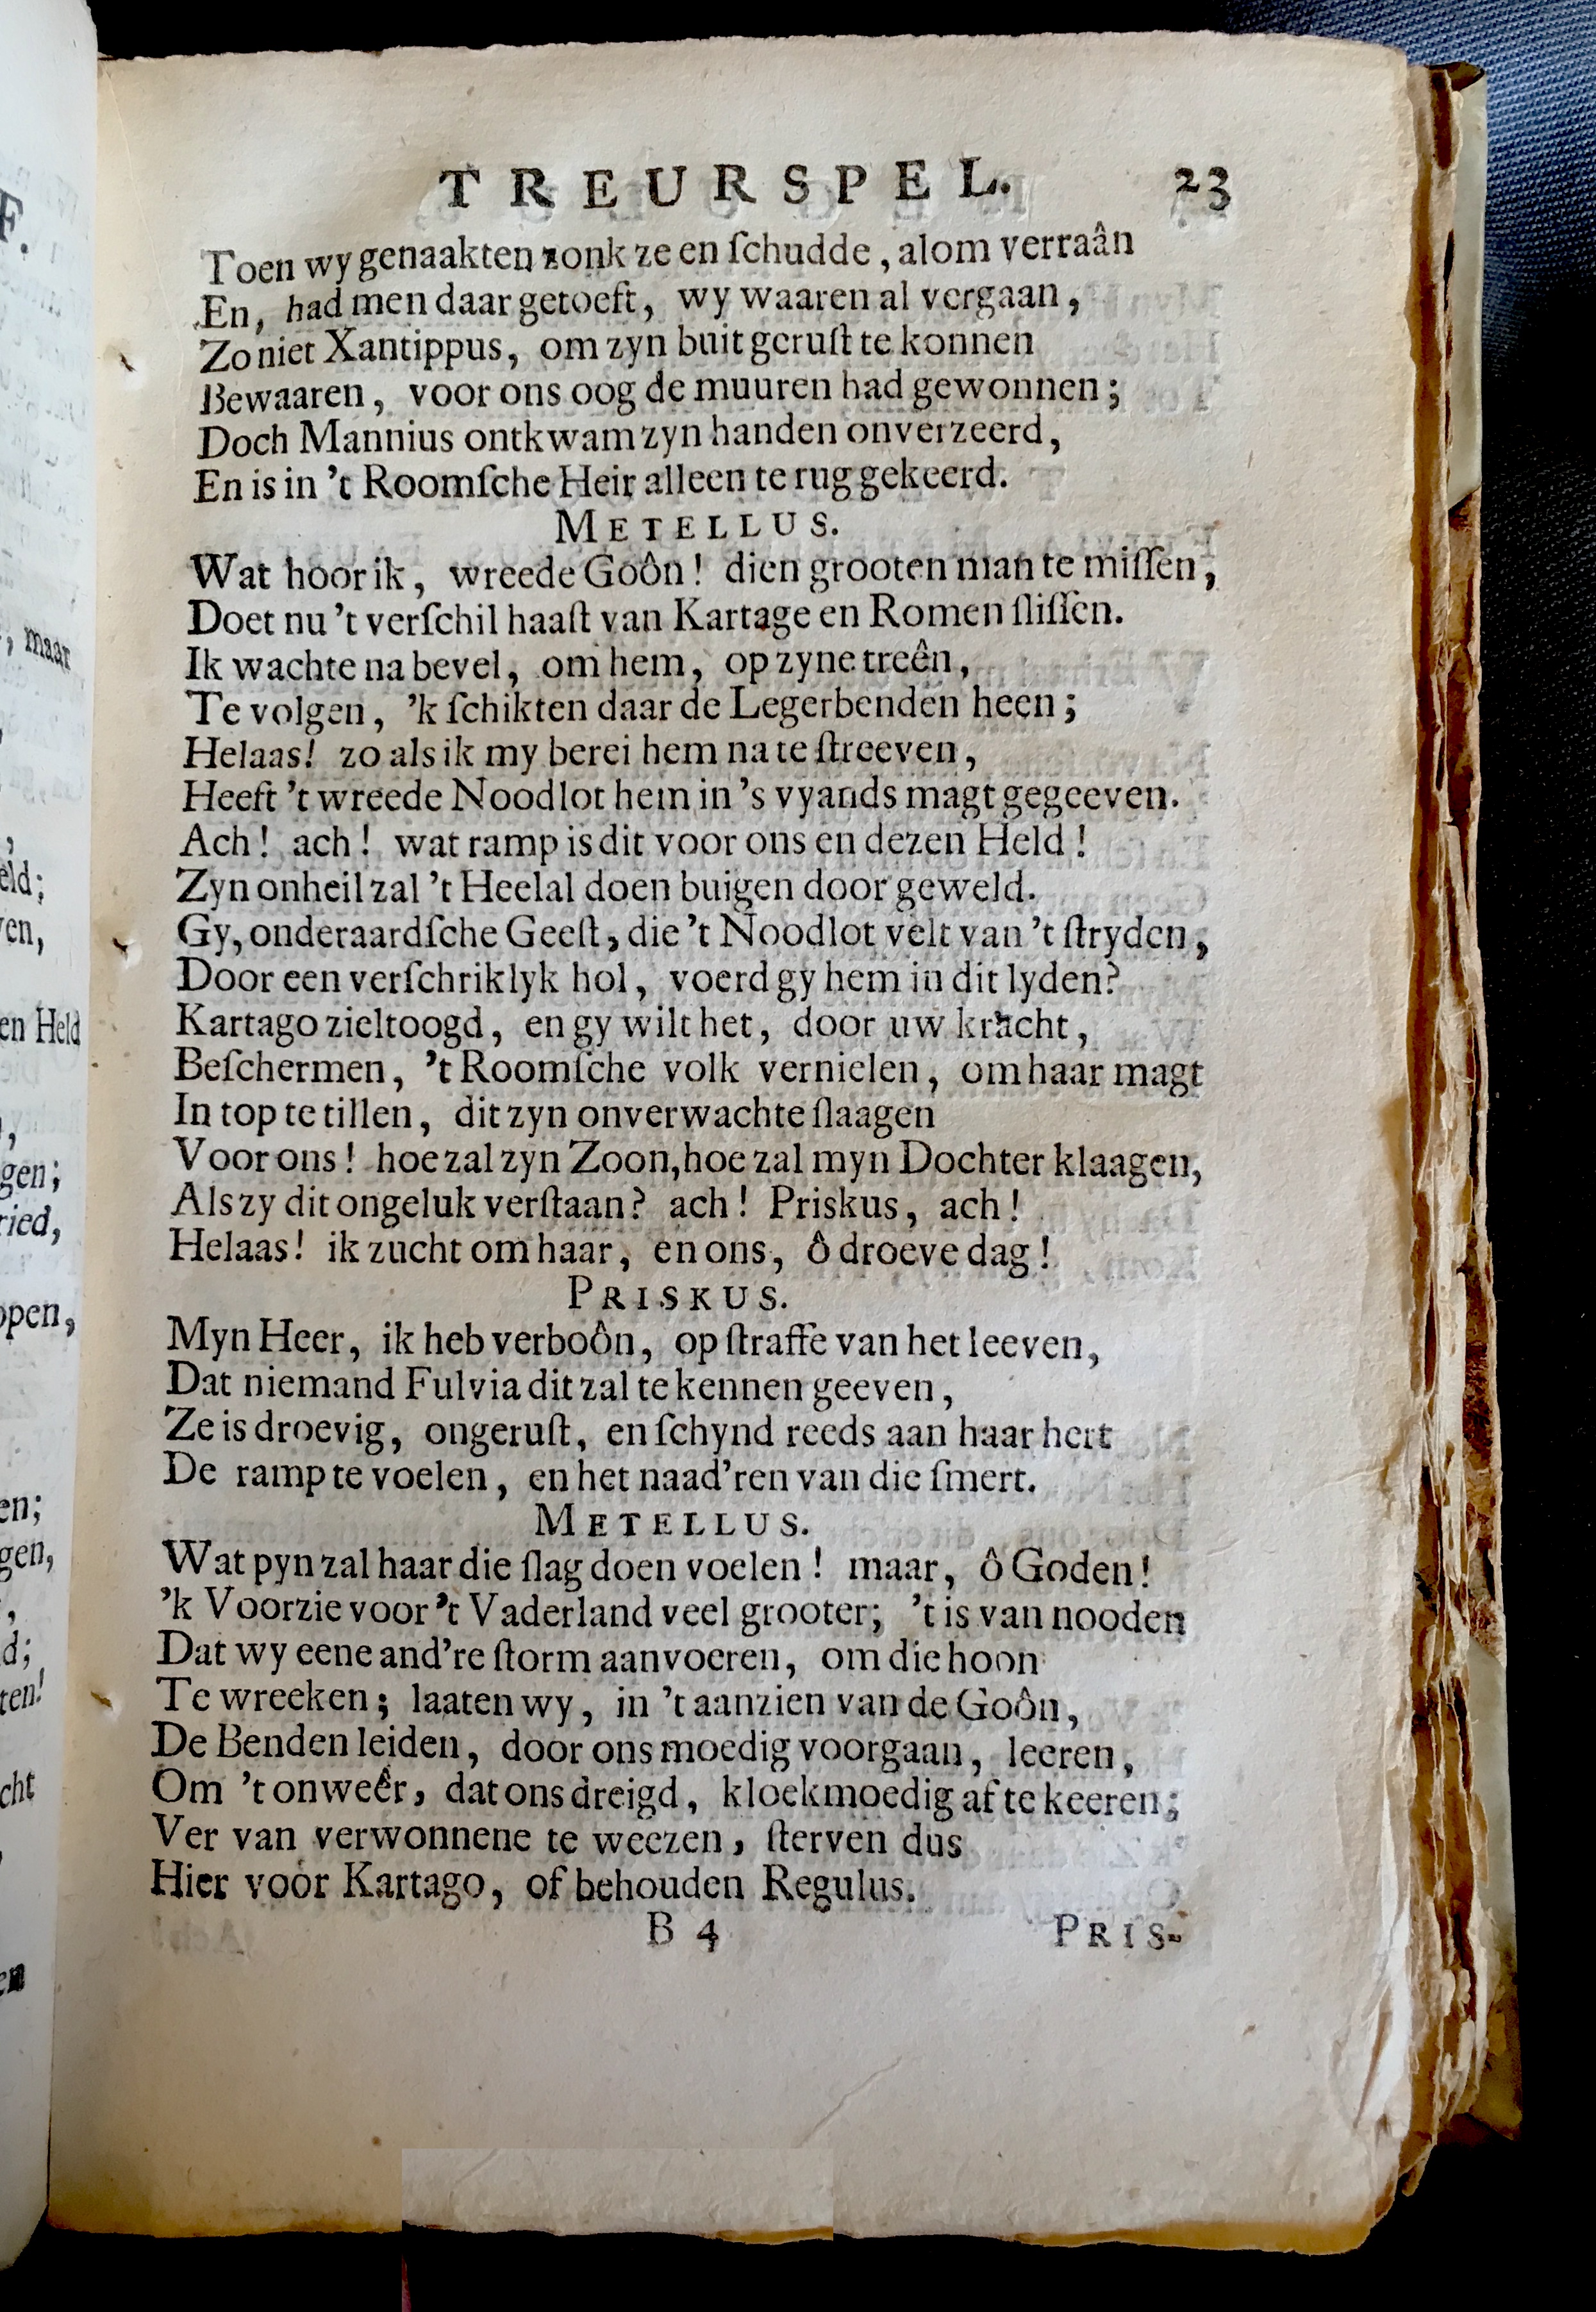 TREURSPEL. 23
Toen wy genaakten zonk ze en ſchudde, alom verraân
En, had men daar getoeft, wy waaren al vergaan,
Zo niet Xantippus, om zyn buit geruſt te konnen
Bewaaren, voor ons oog de muuren had gewonnen;
Doch Mannius ontkwam zyn handen onverzeerd,
En is in 't Roomſche Heir alleen te rug gekeerd.
METELLUS.
Wat hoor ik, wreede Goôn! dien grooten man te miſſen,
Doet nu 't verſchil haaſt van Kartage en Romen ſliſſen.
Ik wachte na bevel, om hem, op zyne treên,
Te volgen, 'k ſchikten daar de Legerbenden heen;
Helaas! zo als ik my berei hem na te ſtreeven,
Heeft 't wreede Noodlot hem in 's vyands magt gegeeven.
Ach! ach! wat ramp is dit voor ons en dezen Held!
Zyn onheil zal 't Heelal doen buigen door geweld.
Gy, onderaardſche Geeſt, die 't Noodlot velt van 't ſtryden,
Door een verſchriklyk hol, voerd gy hem in dit lyden?
Kartago zieltoogd, en gy wilt het, door uw kracht,
Beſchermen, 't Roomſche volk vernielen, om haar magt
In top te tillen, dit zyn onverwachte ſlaagen
Voor ons! hoe zal zyn Zoon, hoe zal myn Dochter klaagen,
Als zy dit ongeluk verſtaan? ach! Priskus, ach!
Helaas! ik zucht om haar, en ons, ô droeve dag!
PRISKUS.
Myn Heer, ik heb verboôn, op ſtraffe van het leeven,
Dat niemand Fulvia dit zal te kennen geeven,
Ze is droevig, ongeruſt, en ſchynd reeds aan haar hert
De ramp te voelen, en het naad'ren van die ſmert.
METELLUS.
Wat pyn zal haar die ſlag doen voelen! maar, ô Goden!
'k Voorzie voor 't Vaderland veel grooter; 't is van nooden
Dat wy eene and're ſtorm aanvoeren, om die hoon
Te wreeken; laaten wy, in 't aanzien van de Goôn,
De Benden leiden, door ons moedig voorgaan, leeren,
Om 't onweêr, dat ons dreigd, kloekmoedig af te keeren;
Ver van verwonnene te weezen, ſterven dus
Hier voor Kartago, of behouden Regulus.
B 4 PRIS-